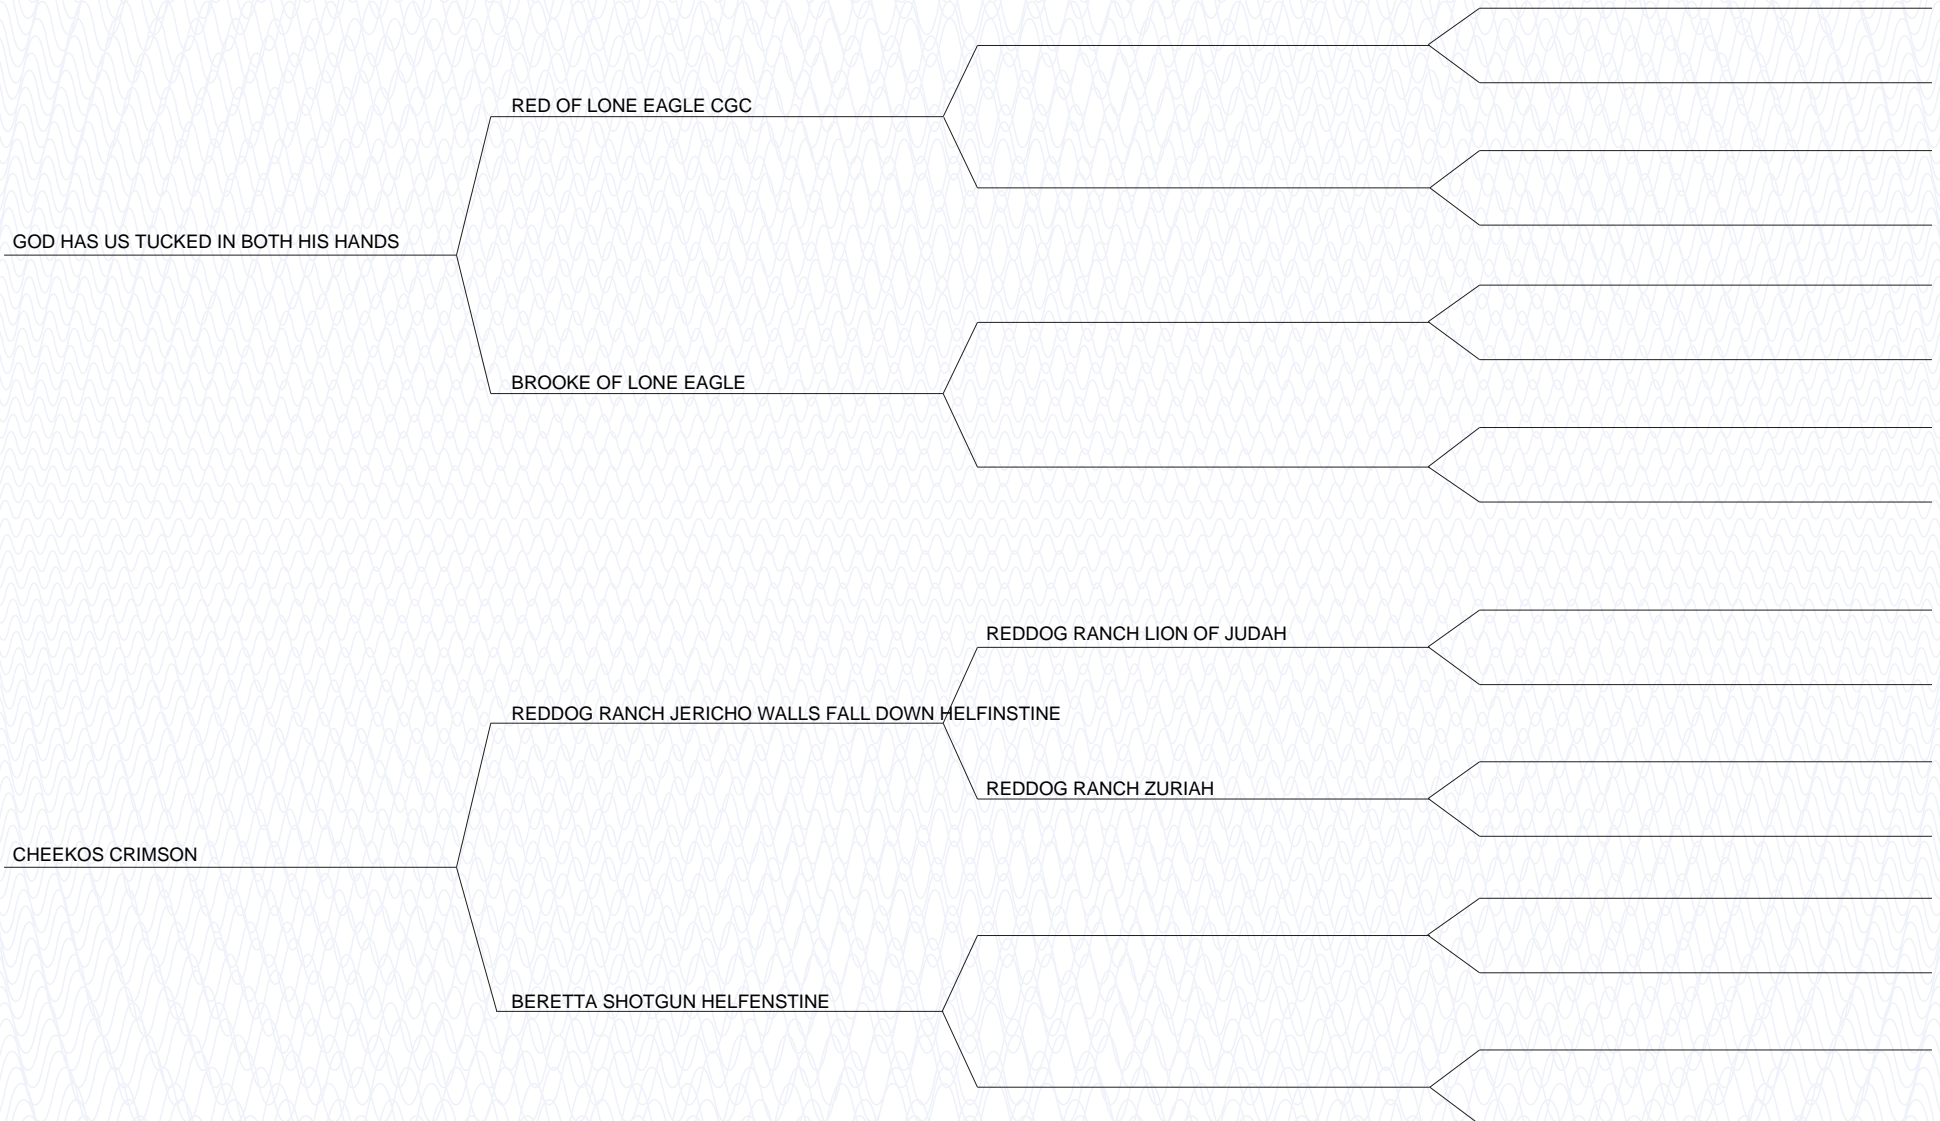 RED OF LONE EAGLE CGC
GOD HAS US TUCKED IN BOTH HIS HANDS
BROOKE OF LONE EAGLE
REDDOG RANCH LION OF JUDAH
REDDOG RANCH JERICHO WALLS FALL DOWN HELFINSTINE
REDDOG RANCH ZURIAH
CHEEKOS CRIMSON
BERETTA SHOTGUN HELFENSTINE